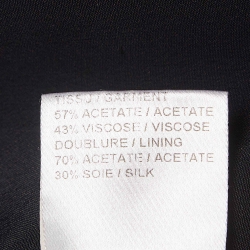 TISSU / GARMENT
57% ACETATE / ACETATE
43% VISCOSE / VISCOSE
DOUBLURE / LINING
70% ACETATE / ACETATE
30% SOIE / SILK